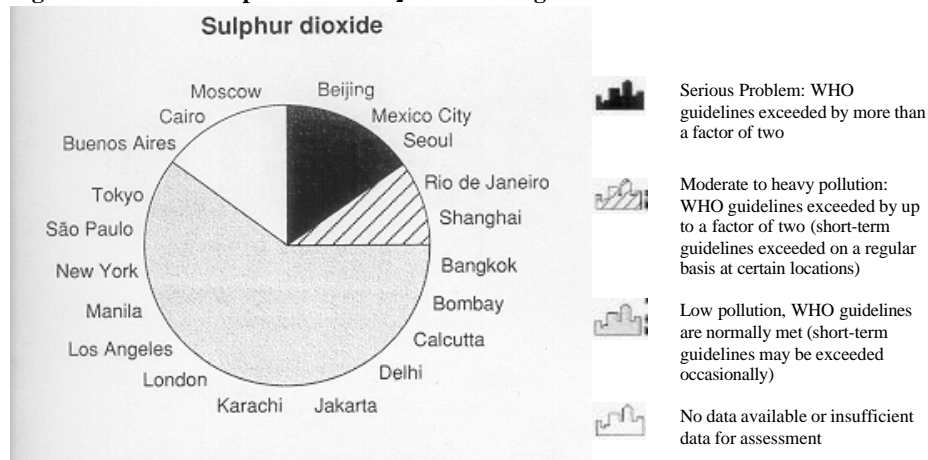 Sulphur dioxide
Moscow
Beijing
Cairo
Mexico City
Buenos Aires
Seoul
Tokyo
Rio de Janeiro
São Paulo
Shanghai
New York
Bangkok
Manila
Bombay
Los Angeles
Calcutta
London
Delhi
Karachi
Jakarta
Serious Problem: WHO
guidelines exceeded by more than
a factor of two
Moderate to heavy pollution:
WHO guidelines exceeded by up
to a factor of two (short-term
guidelines exceeded on a regular
basis at certain locations)
Low pollution, WHO guidelines
are normally met (short-term
guidelines may be exceeded
occasionally)
No data available or insufficient
data for assessment